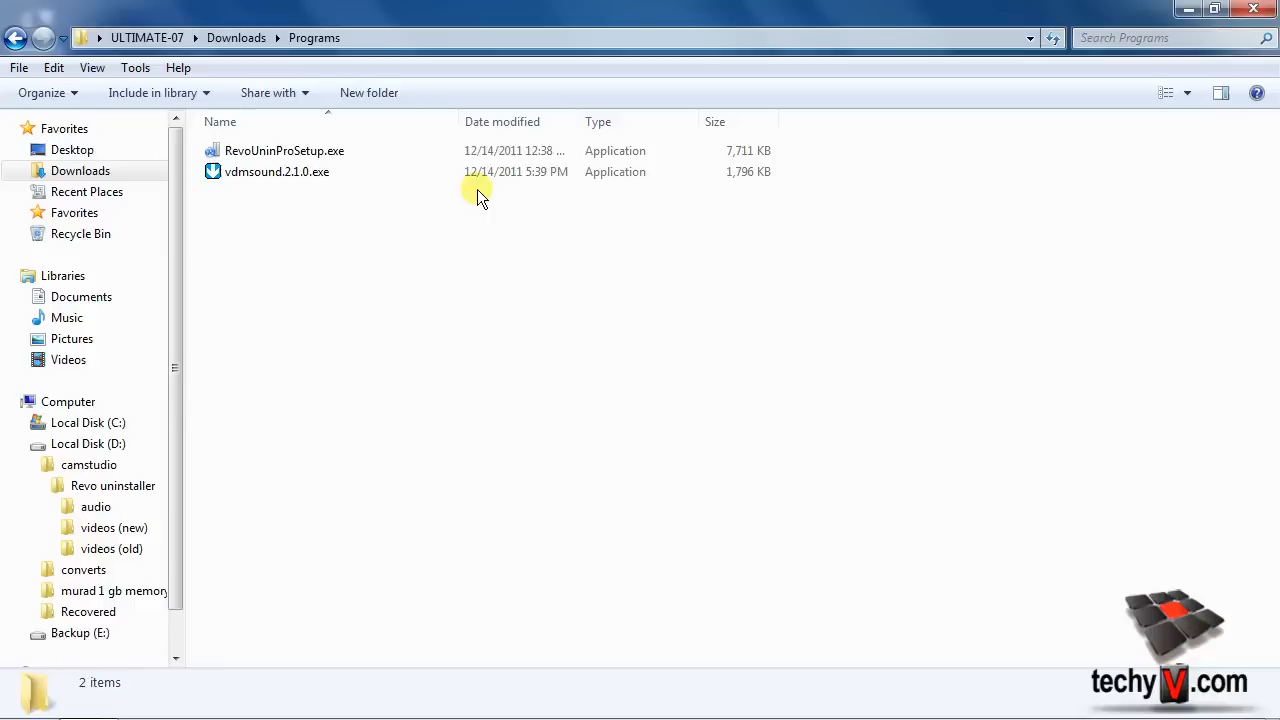 ULTIMATE-07 Downloads Programs
Search Programs
File Edit View Tools Help
Organize Include in library Share with New folder
Name Date modified Type Size
RevoUninProSetup.exe 12/14/2011 12:38 ... Application 7,711 KB
vdmsound.2.1.0.exe 12/14/2011 5:39 PM Application 1,796 KB
Favorites
Desktop
Downloads
Recent Places
Favorites
Recycle Bin
Libraries
Documents
Music
Pictures
Videos
Computer
Local Disk (C:)
Local Disk (D:)
camstudio
Revo uninstaller
audio
videos (new)
videos (old)
converts
murad 1 gb memory
Recovered
Backup (E:)
2 items
techyV.com